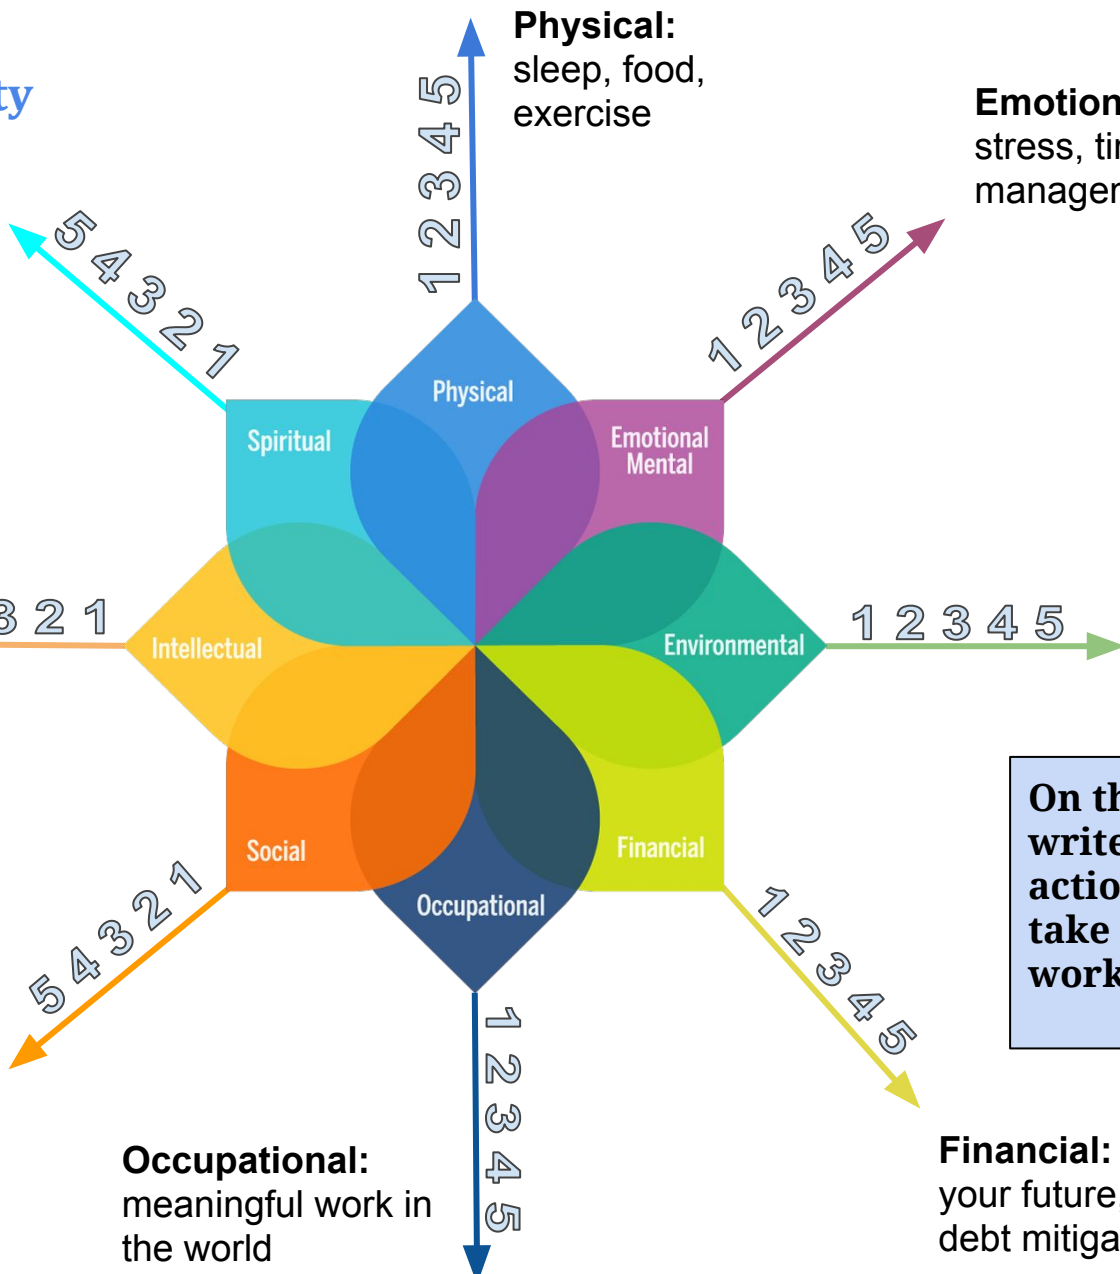 Physical:
sleep, food,
exercise
ty
Emotion
stress, tin
managen
5 4 3 2 1
1 2 3 4 5
1 2 3 4 5
Physical
Spiritual
Emotional
Mental
3 2 1
Intellectual
Environmental
1 2 3 4 5
On th
write
actio
take
work
Social
Financial
Occupational
5 4 3 2 1
1 2 3 4 5
1 2 3 4 5
Occupational:
meaningful work in
the world
Financial:
your future,
debt mitiga